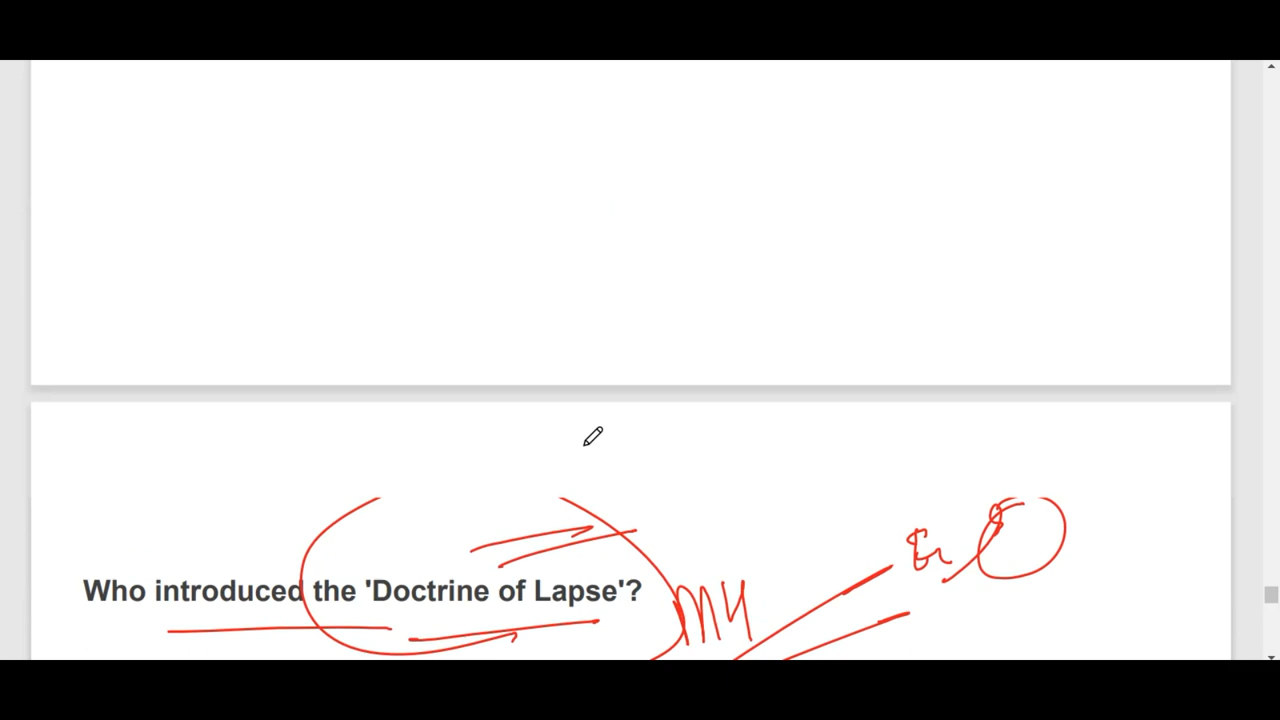 Who introduced the 'Doctrine of Lapse'?